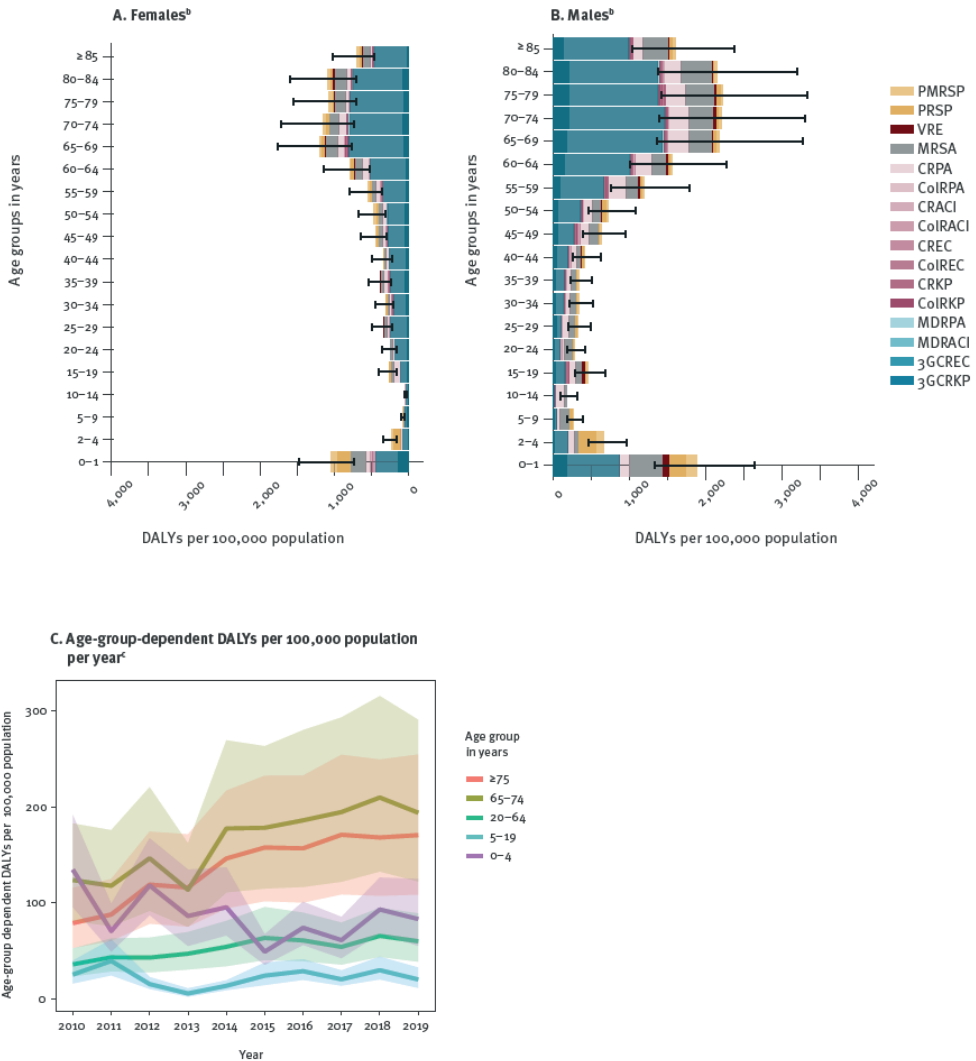 A. Femalesᵇ
Age groups in years
≥85
80–84
75–79
70–74
65–69
60–64
55–59
50–54
45–49
40–44
35–39
30–34
25–29
20–24
15–19
10–14
5–9
2–4
0–1
4,000
3,000
2,000
1,000
0
DALYs per 100,000 population
B. Malesᵇ
Age groups in years
≥85
80–84
75–79
70–74
65–69
60–64
55–59
50–54
45–49
40–44
35–39
30–34
25–29
20–24
15–19
10–14
5–9
2–4
0–1
0
1,000
2,000
3,000
4,000
DALYs per 100,000 population
PMRSP
PRSP
VRE
MRSA
CRPA
ColRPA
CRACI
ColRACI
CREC
ColREC
CRKP
ColRKP
MDRPA
MDRACI
3GCREC
3GCRKP
C. Age-group-dependent DALYs per 100,000 population
per yearᶜ
Age-group dependent DALYs per 100,000 population
300
200
100
0
2010 2011 2012 2013 2014 2015 2016 2017 2018 2019
Year
Age group
in years
≥75
65–74
20–64
5–19
0–4